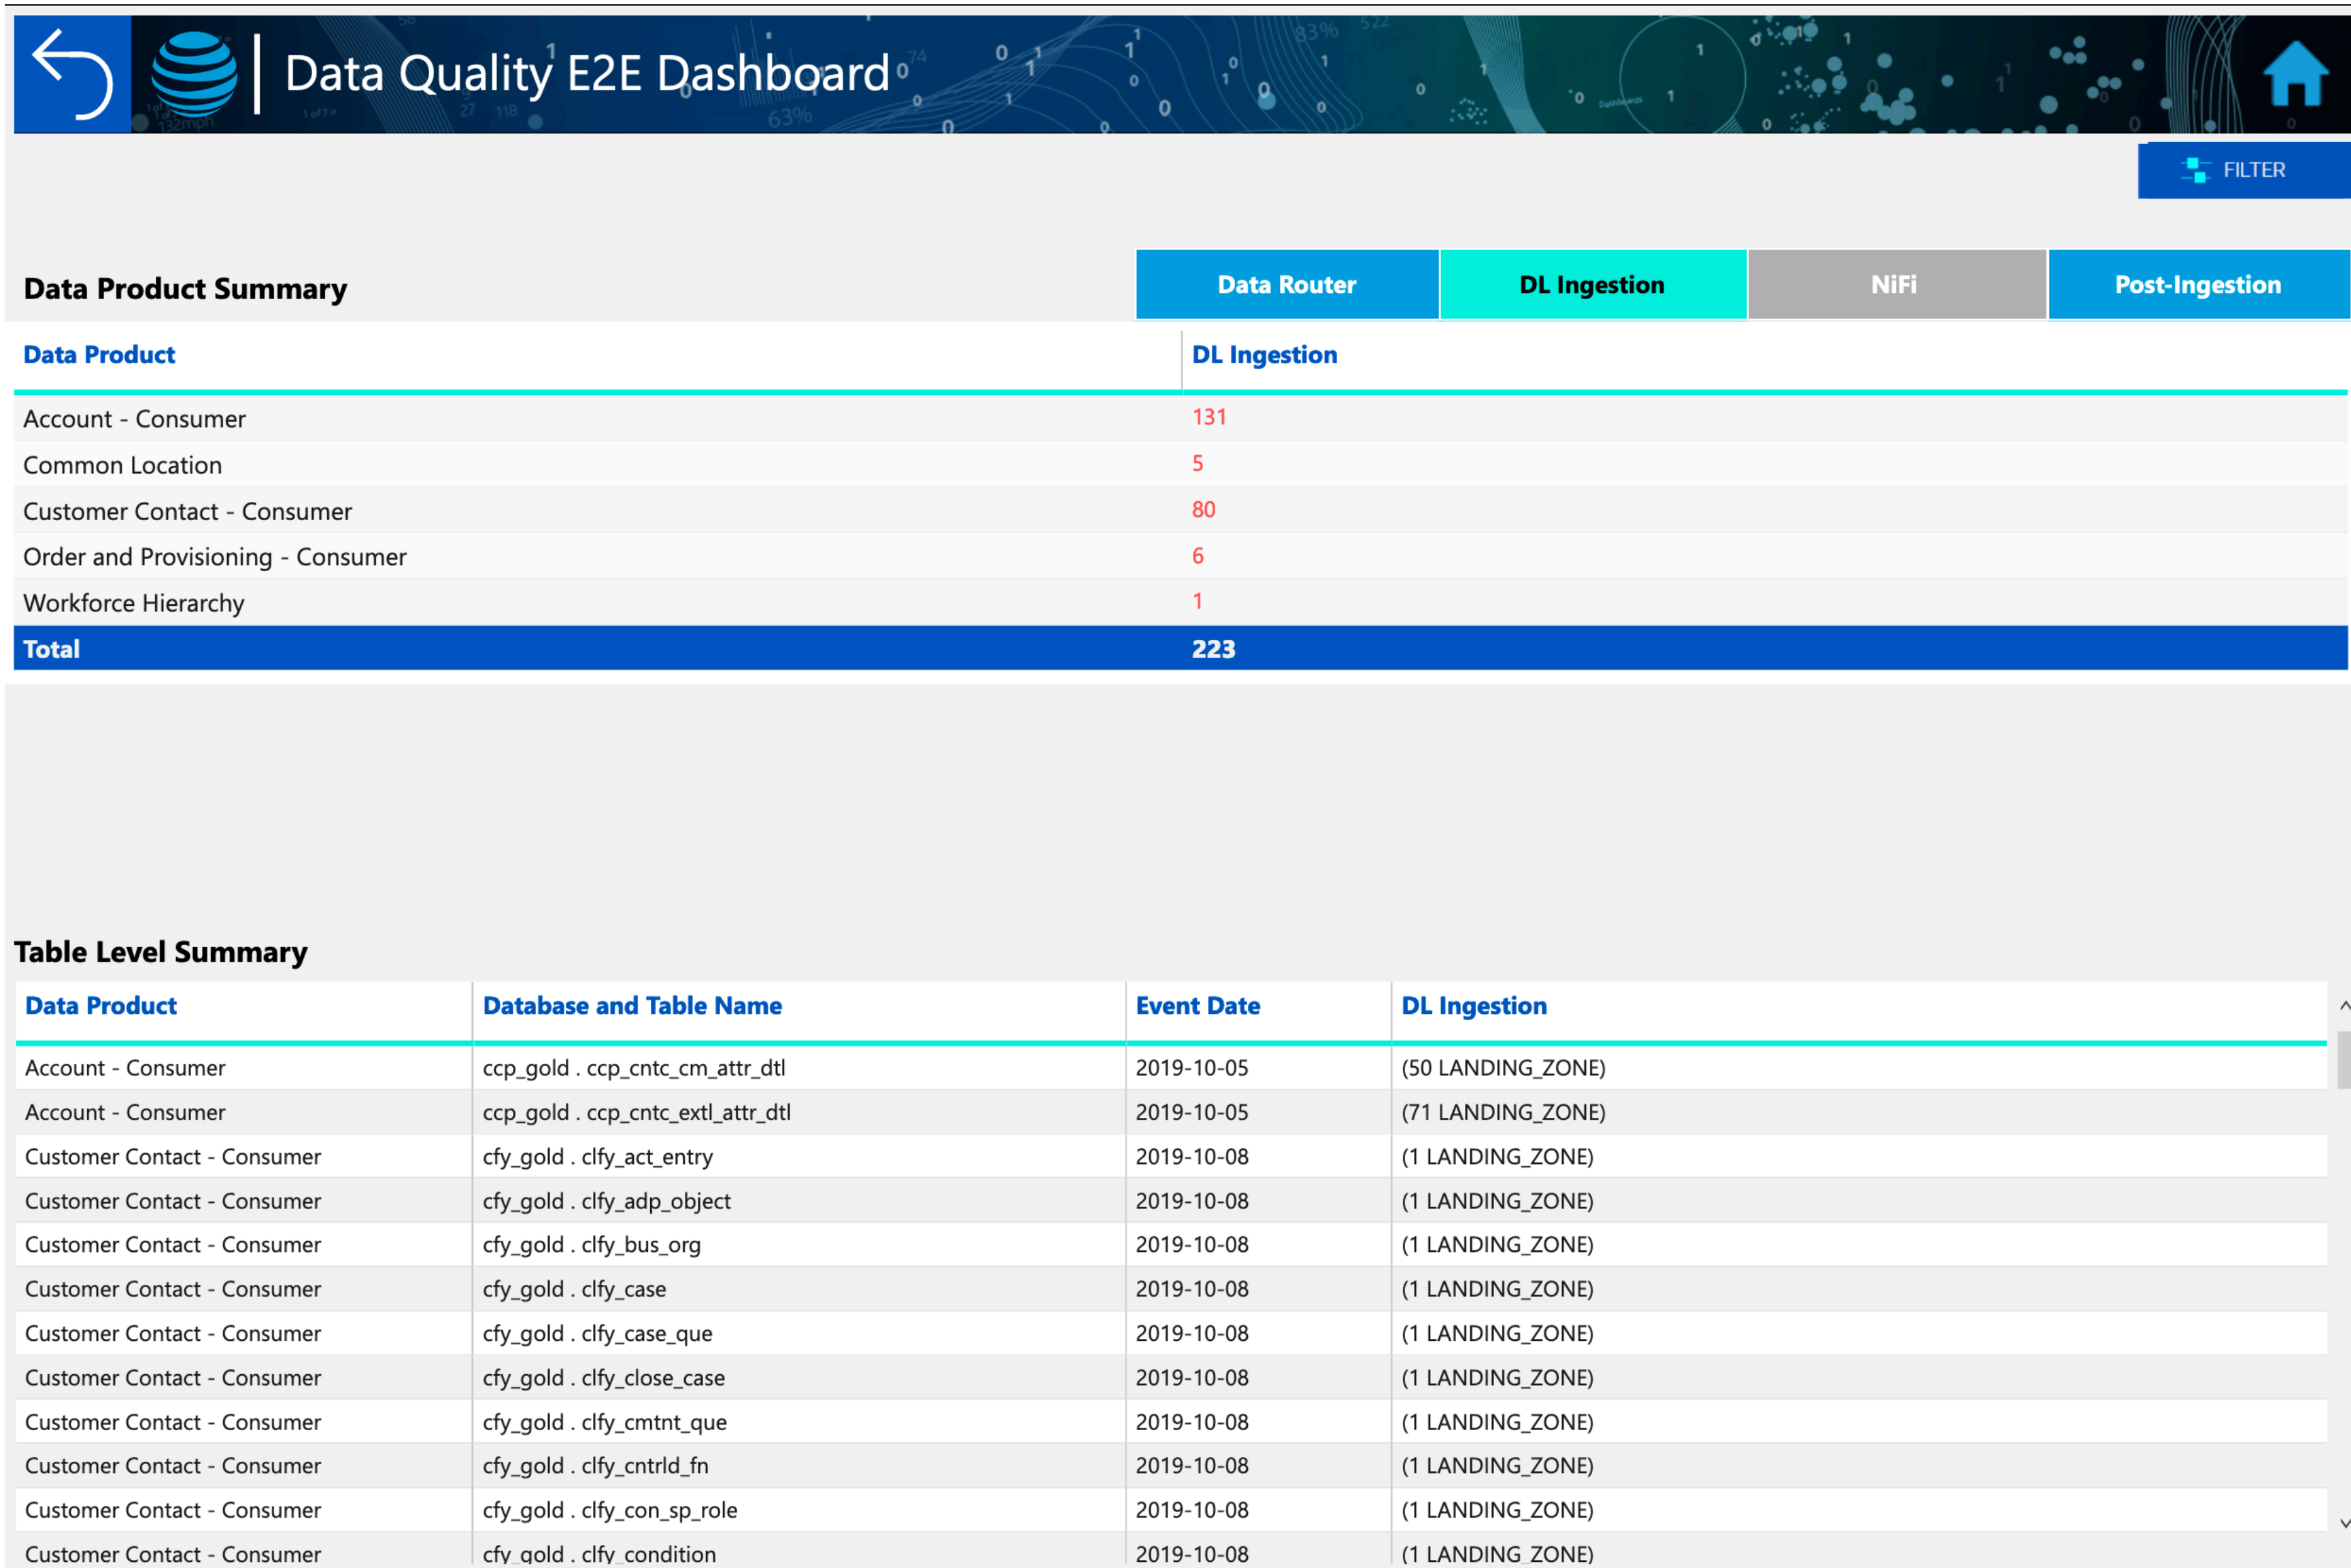 Data Quality E2E Dashboard
FILTER
Data Product Summary
Data Router DL Ingestion NiFi Post-Ingestion
Data Product DL Ingestion
Account - Consumer 131
Common Location 5
Customer Contact - Consumer 80
Order and Provisioning - Consumer 6
Workforce Hierarchy 1
Total 223
Table Level Summary
Data Product Database and Table Name Event Date DL Ingestion
Account - Consumer ccp_gold . ccp_cntc_cm_attr_dtl 2019-10-05 (50 LANDING_ZONE)
Account - Consumer ccp_gold . ccp_cntc_extl_attr_dtl 2019-10-05 (71 LANDING_ZONE)
Customer Contact - Consumer cfy_gold . clfy_act_entry 2019-10-08 (1 LANDING_ZONE)
Customer Contact - Consumer cfy_gold . clfy_adp_object 2019-10-08 (1 LANDING_ZONE)
Customer Contact - Consumer cfy_gold . clfy_bus_org 2019-10-08 (1 LANDING_ZONE)
Customer Contact - Consumer cfy_gold . clfy_case 2019-10-08 (1 LANDING_ZONE)
Customer Contact - Consumer cfy_gold . clfy_case_que 2019-10-08 (1 LANDING_ZONE)
Customer Contact - Consumer cfy_gold . clfy_close_case 2019-10-08 (1 LANDING_ZONE)
Customer Contact - Consumer cfy_gold . clfy_cmtnt_que 2019-10-08 (1 LANDING_ZONE)
Customer Contact - Consumer cfy_gold . clfy_cntrld_fn 2019-10-08 (1 LANDING_ZONE)
Customer Contact - Consumer cfy_gold . clfy_con_sp_role 2019-10-08 (1 LANDING_ZONE)
Customer Contact - Consumer cfy_gold . clfy_condition 2019-10-08 (1 LANDING_ZONE)